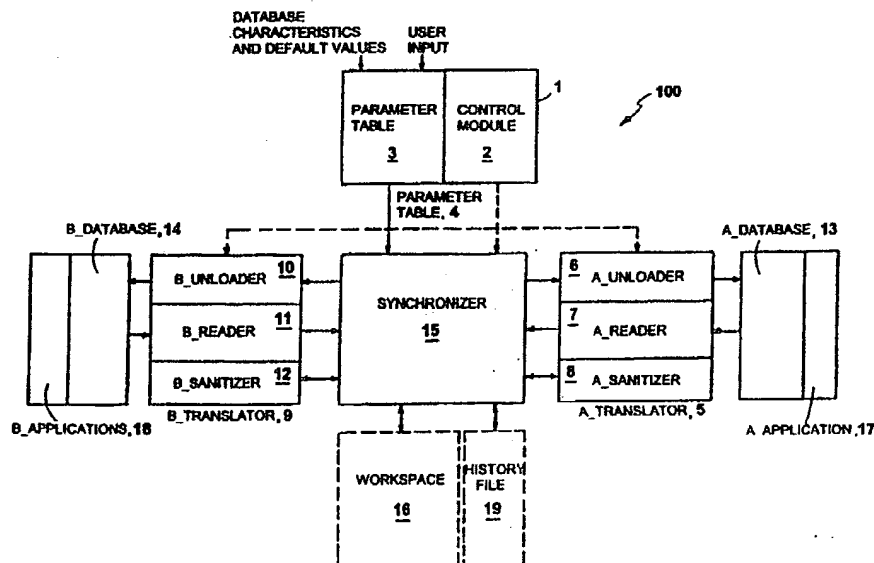 DATABASE
CHARACTERISTICS
AND DEFAULT VALUES
USER
INPUT
1
100
PARAMETER
TABLE
3
CONTROL
MODULE
2
PARAMETER
TABLE, 4
B_DATABASE, 14
A_DATABASE, 13
B_UNLOADER 10
B_READER 11
B_SANITIZER 12
B_TRANSLATOR, 9
SYNCHRONIZER
15
6 A_UNLOADER
7 A_READER
8 A_SANITIZER
A_TRANSLATOR, 5
B_APPLICATIONS, 18
A APPLICATION, 17
WORKSPACE
16
HISTORY
FILE
19